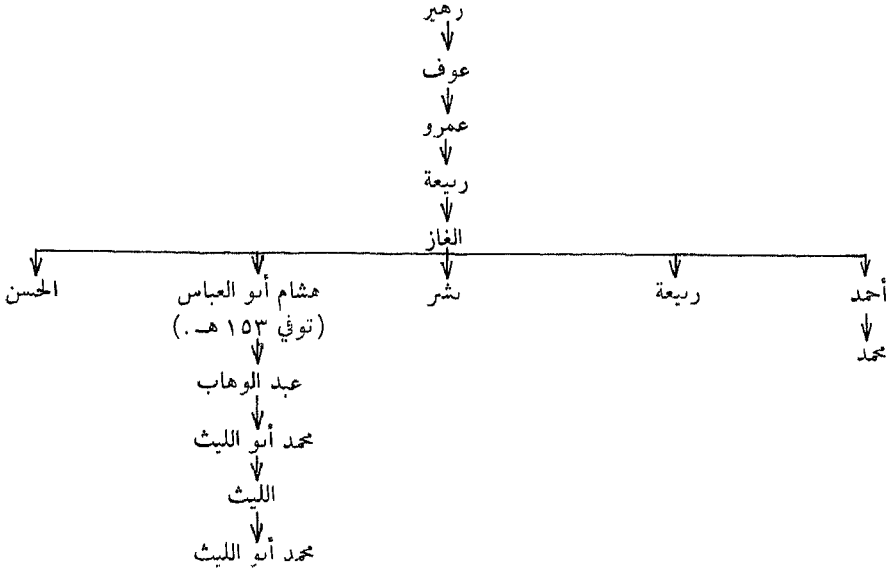 زهير
عوف
عمرو
ربيعة
الغاز
أحمد
ربيعة
بشر
هشام أبو العباس
(توفي ١٥٣ هـ .)
الحسن
محمد
عبد الوهاب
محمد أبو الليث
الليث
محمد أبو الليث